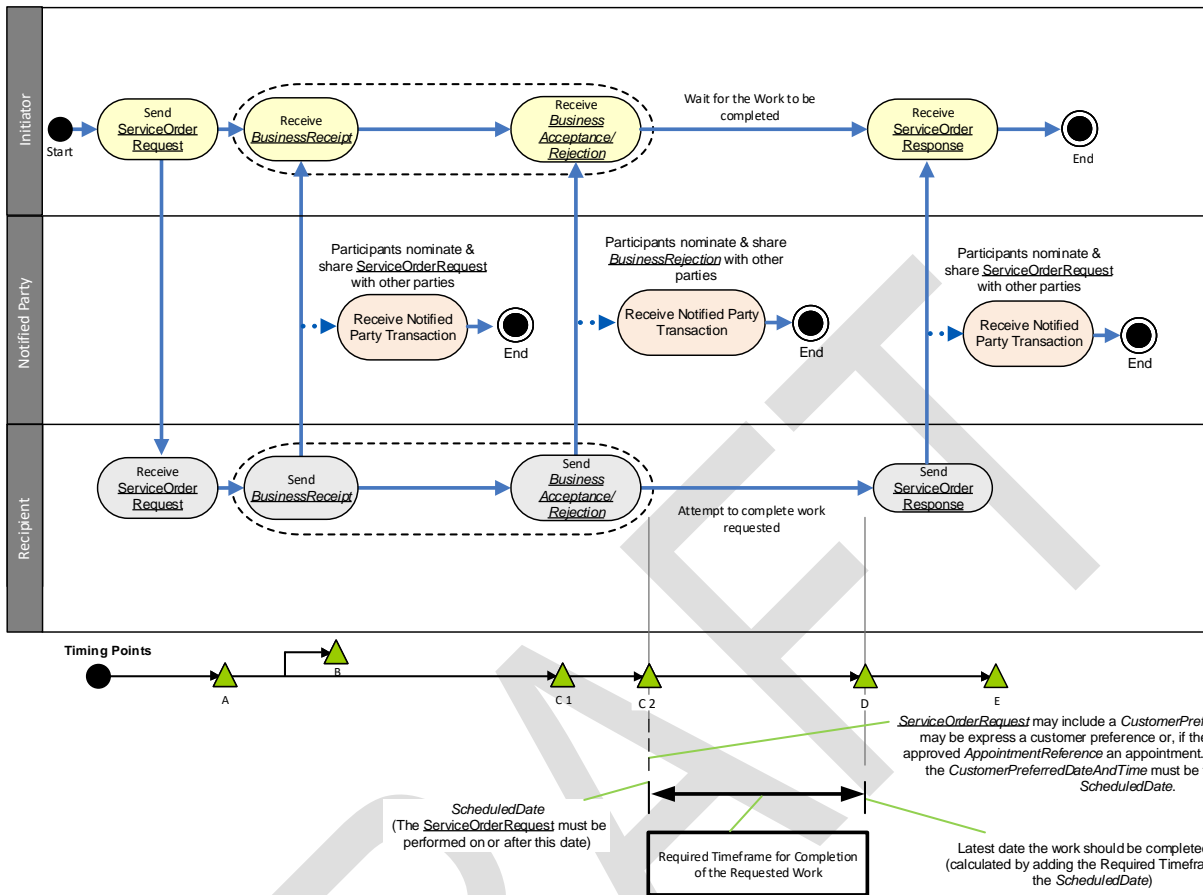 Initiator
Start
Send
ServiceOrder
Request
Receive
BusinessReceipt
Receive
Business
Acceptance/
Rejection
Wait for the Work to be
completed
Receive
ServiceOrder
Response
End
Notified Party
Participants nominate &
share ServiceOrderRequest
with other parties
Receive Notified
Party Transaction
End
Participants nominate & share
BusinessRejection with other
parties
Receive Notified Party
Transaction
End
Participants nominate &
share ServiceOrderRequest
with other parties
Receive Notified
Party Transaction
End
Recipient
Receive
ServiceOrder
Request
Send
BusinessReceipt
Send
Business
Acceptance/
Rejection
Attempt to complete work
requested
Send
ServiceOrder
Response
Timing Points
A
B
C 1
C 2
D
E
ServiceOrderRequest may include a CustomerPref
may be express a customer preference or, if the
approved AppointmentReference an appointment.
the CustomerPreferredDateAndTime must be
ScheduledDate.
ScheduledDate
(The ServiceOrderRequest must be
performed on or after this date)
Required Timeframe for Completion
of the Requested Work
Latest date the work should be complete
(calculated by adding the Required Timefra
the ScheduledDate)
DRAFT